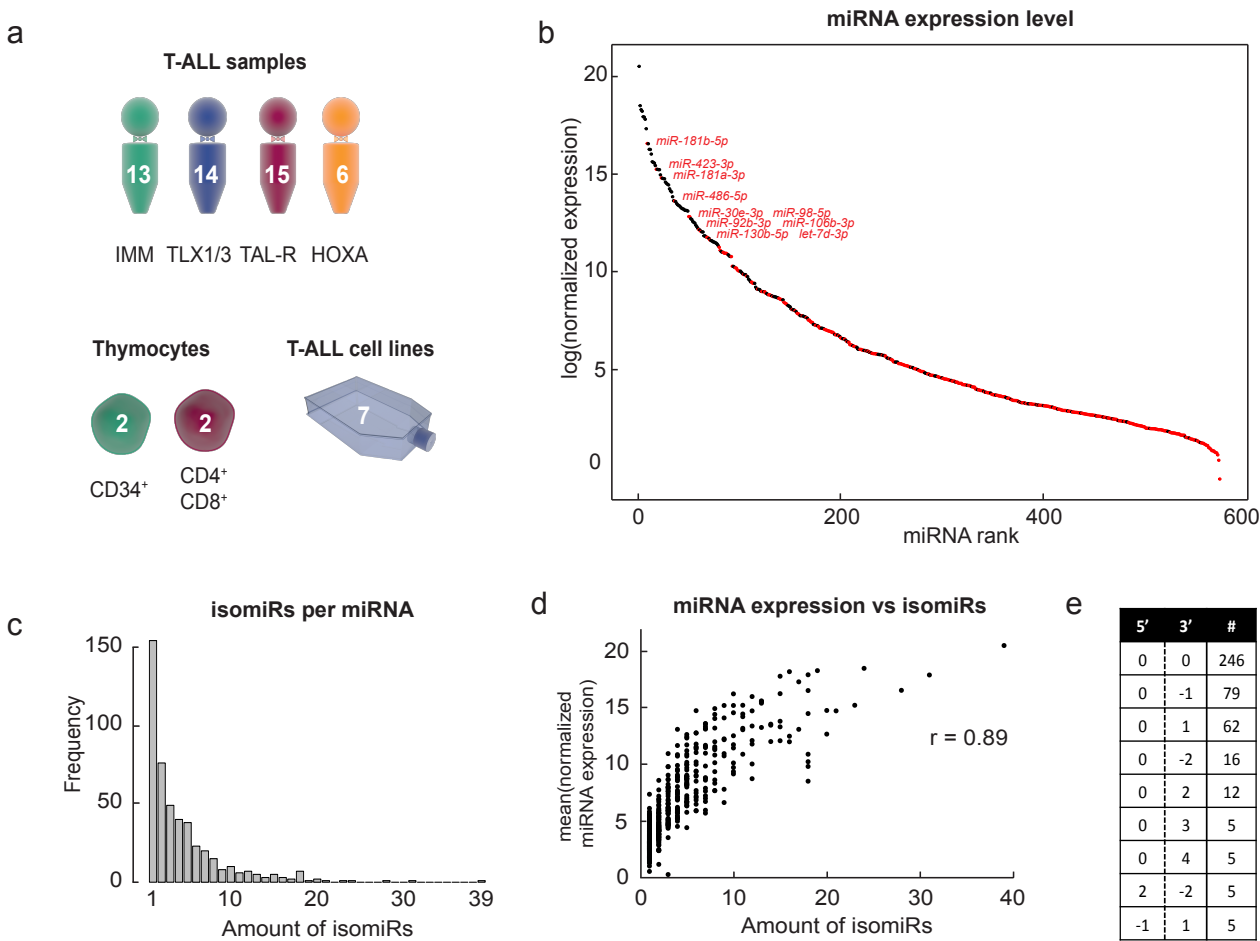 a
T-ALL samples
13 14 15 6
IMM TLX1/3 TAL-R HOXA
Thymocytes
T-ALL cell lines
2 2
7
CD34⁺
CD4⁺
CD8⁺
b
miRNA expression level
log(normalized expression)
20
15
10
5
0
miR-181b-5p
miR-423-3p
miR-181a-3p
miR-486-5p
miR-30e-3p miR-98-5p
miR-92b-3p miR-106b-3p
miR-130b-5p let-7d-3p
0 200 400 600
miRNA rank
c
isomiRs per miRNA
Frequency
150
100
50
0
1 10 20 30 39
Amount of isomiRs
d
miRNA expression vs isomiRs
mean(normalized
miRNA expression)
20
15
10
5
0
r = 0.89
0 10 20 30 40
Amount of isomiRs
e
5′ 3′ #
0 0 246
0 -1 79
0 1 62
0 -2 16
0 2 12
0 3 5
0 4 5
2 -2 5
-1 1 5